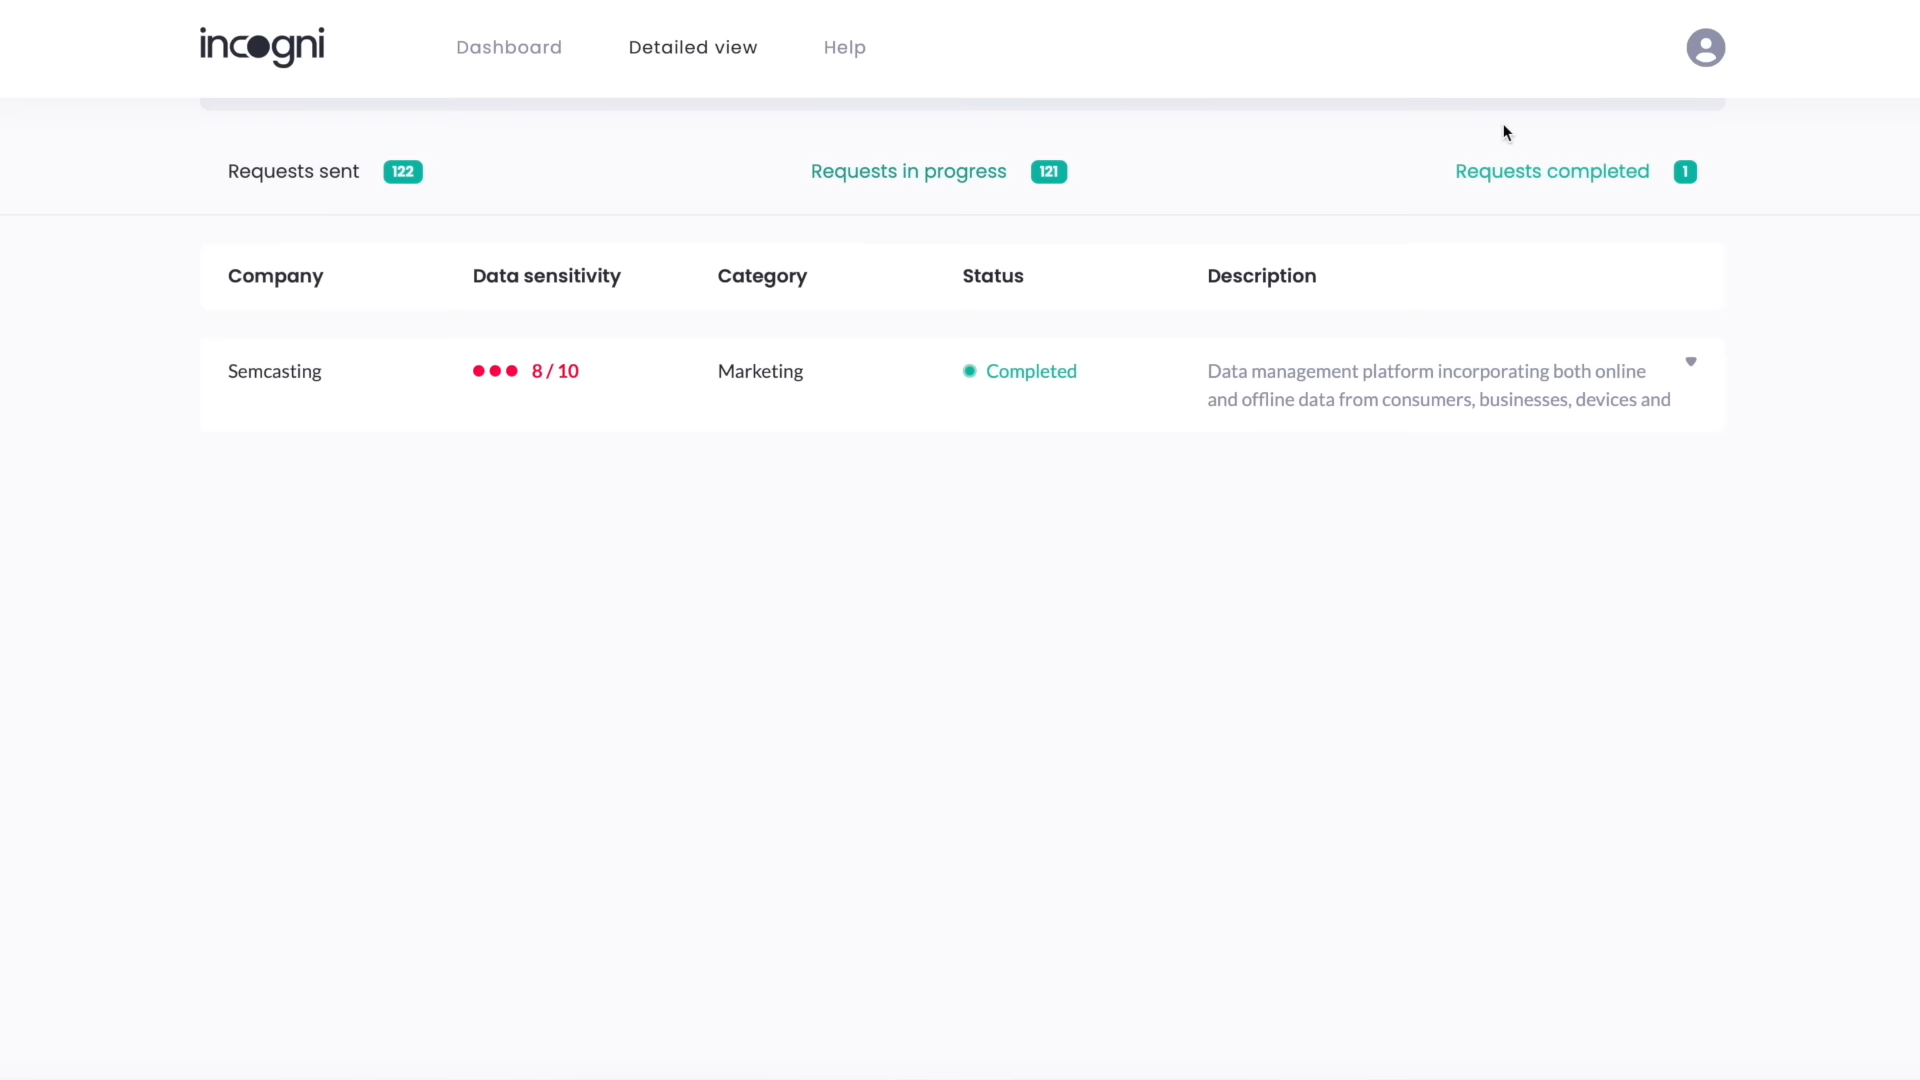 incogni
Dashboard
Detailed view
Help
Requests sent 122
Requests in progress 121
Requests completed 1
Company
Data sensitivity
Category
Status
Description
Semcasting
8 / 10
Marketing
Completed
Data management platform incorporating both online
and offline data from consumers, businesses, devices and